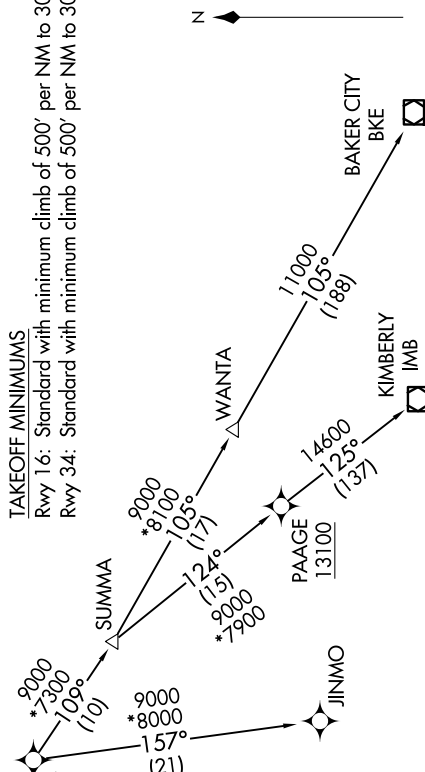 TAKEOFF MINIMUMS
Rwy 16: Standard with minimum climb of 500' per NM to
Rwy 34: Standard with minimum climb of 500' per NM to
N
BAKER CITY
BKE
11000
105°
(188)
WANTA
KIMBERLY
IMB
14600
125°
(137)
9000
*8100
105°
(17)
SUMMA
124°
(15)
9000
*7900
PAAGE
13100
9000
*7300
109°
(10)
9000
*8000
157°
(21)
JINMO